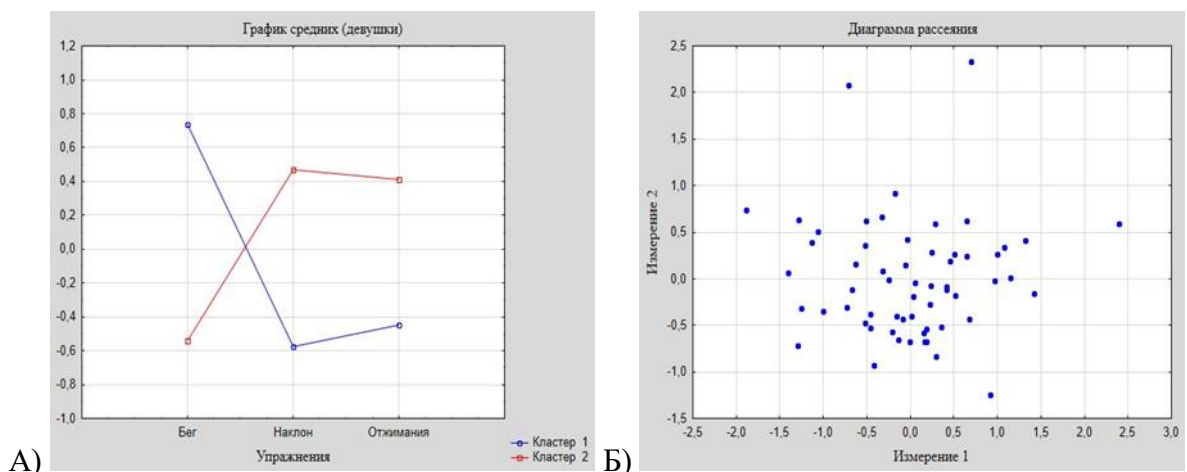 График средних (девушки)
1,2
1,0
0,8
0,6
0,4
0,2
0,0
-0,2
-0,4
-0,6
-0,8
-1,0
Бег Наклон Отжимания
Упражнения
Кластер 1
Кластер 2
А)
Диаграмма рассеяния
Измерение 2
2,5
2,0
1,5
1,0
0,5
0,0
-0,5
-1,0
-1,5
-2,5 -2,0 -1,5 -1,0 -0,5 0,0 0,5 1,0 1,5 2,0 2,5 3,0
Измерение 1
Б)